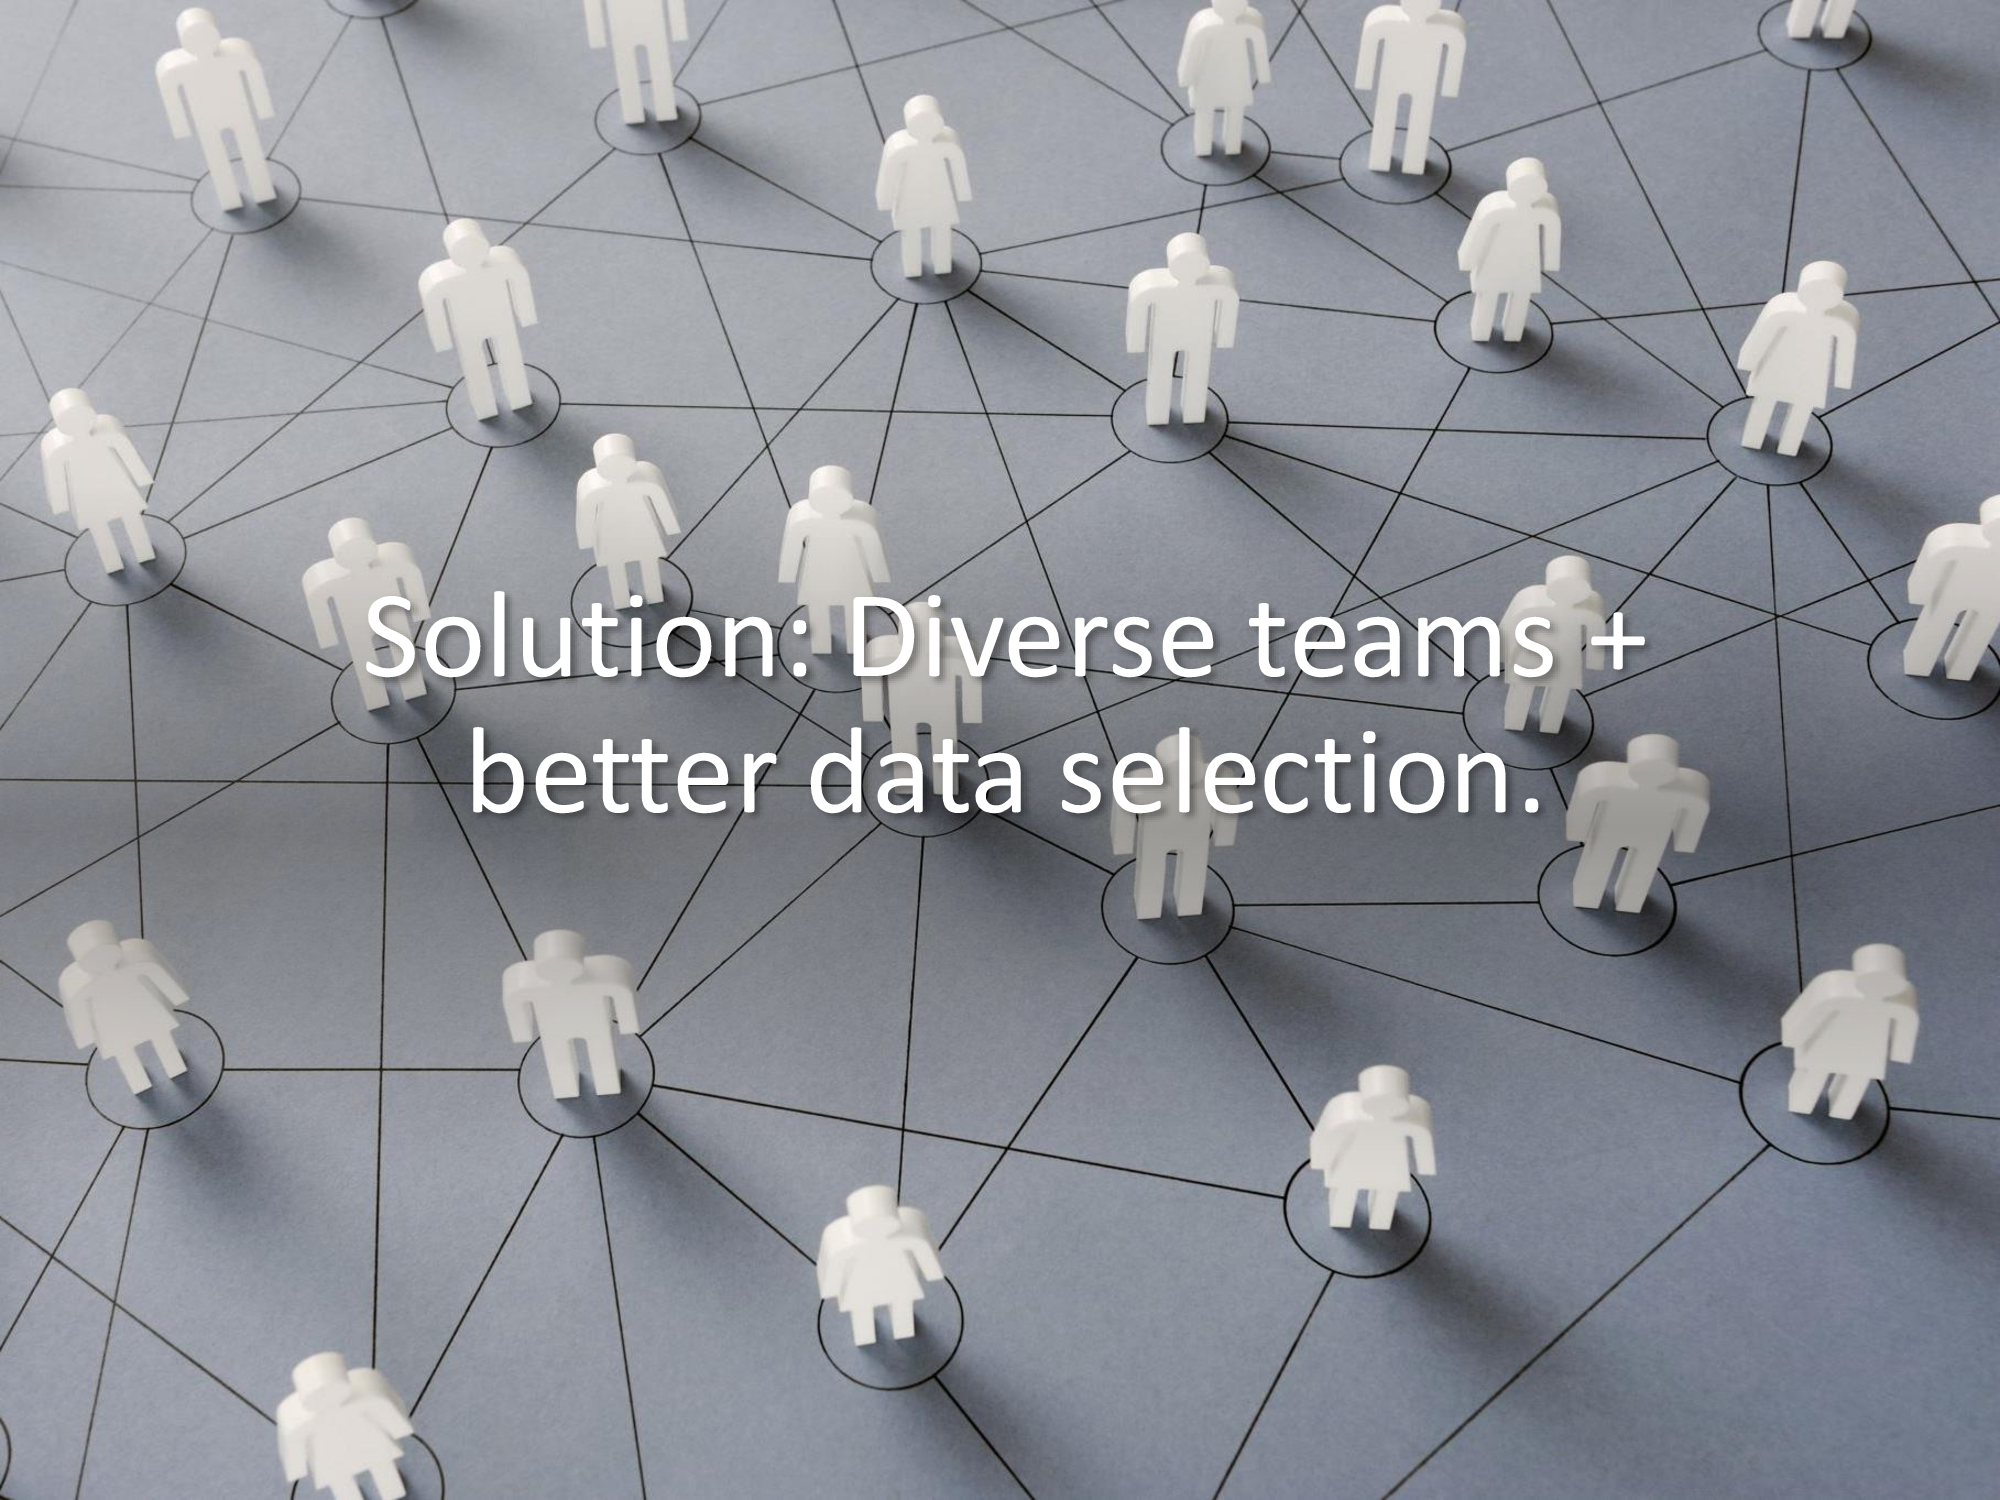 Solution: Diverse teams +
better data selection.